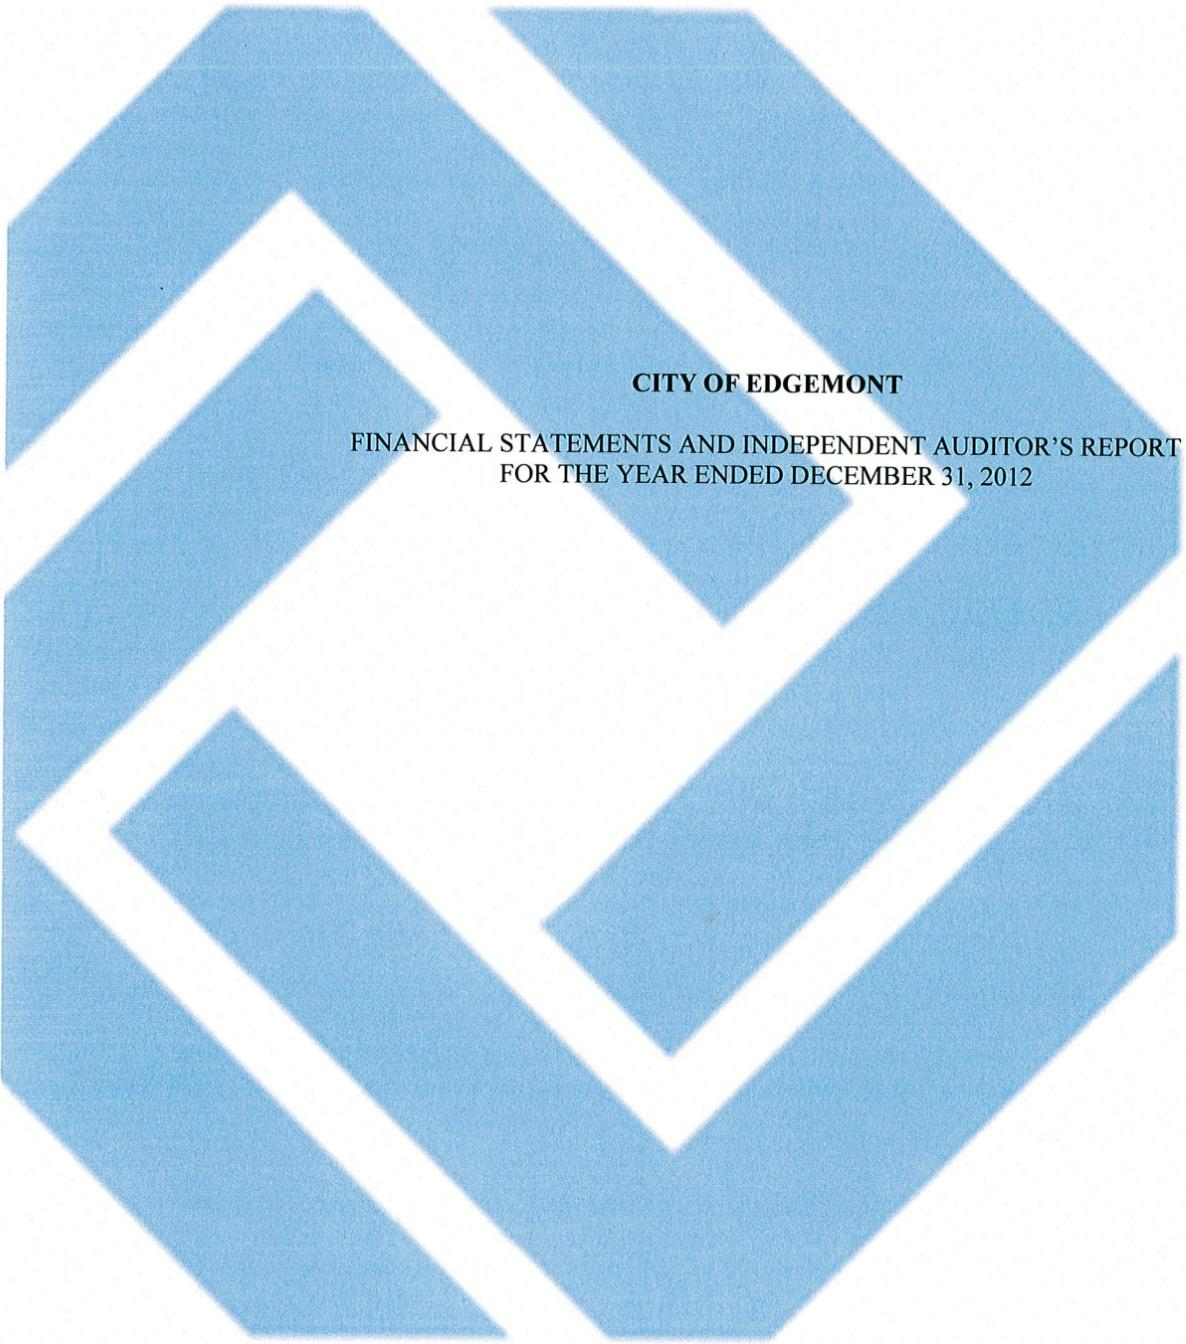 CITY OF EDGEMONT
FINANCIAL STATEMENTS AND INDEPENDENT AUDITOR’S REPORT
FOR THE YEAR ENDED DECEMBER 31, 2012